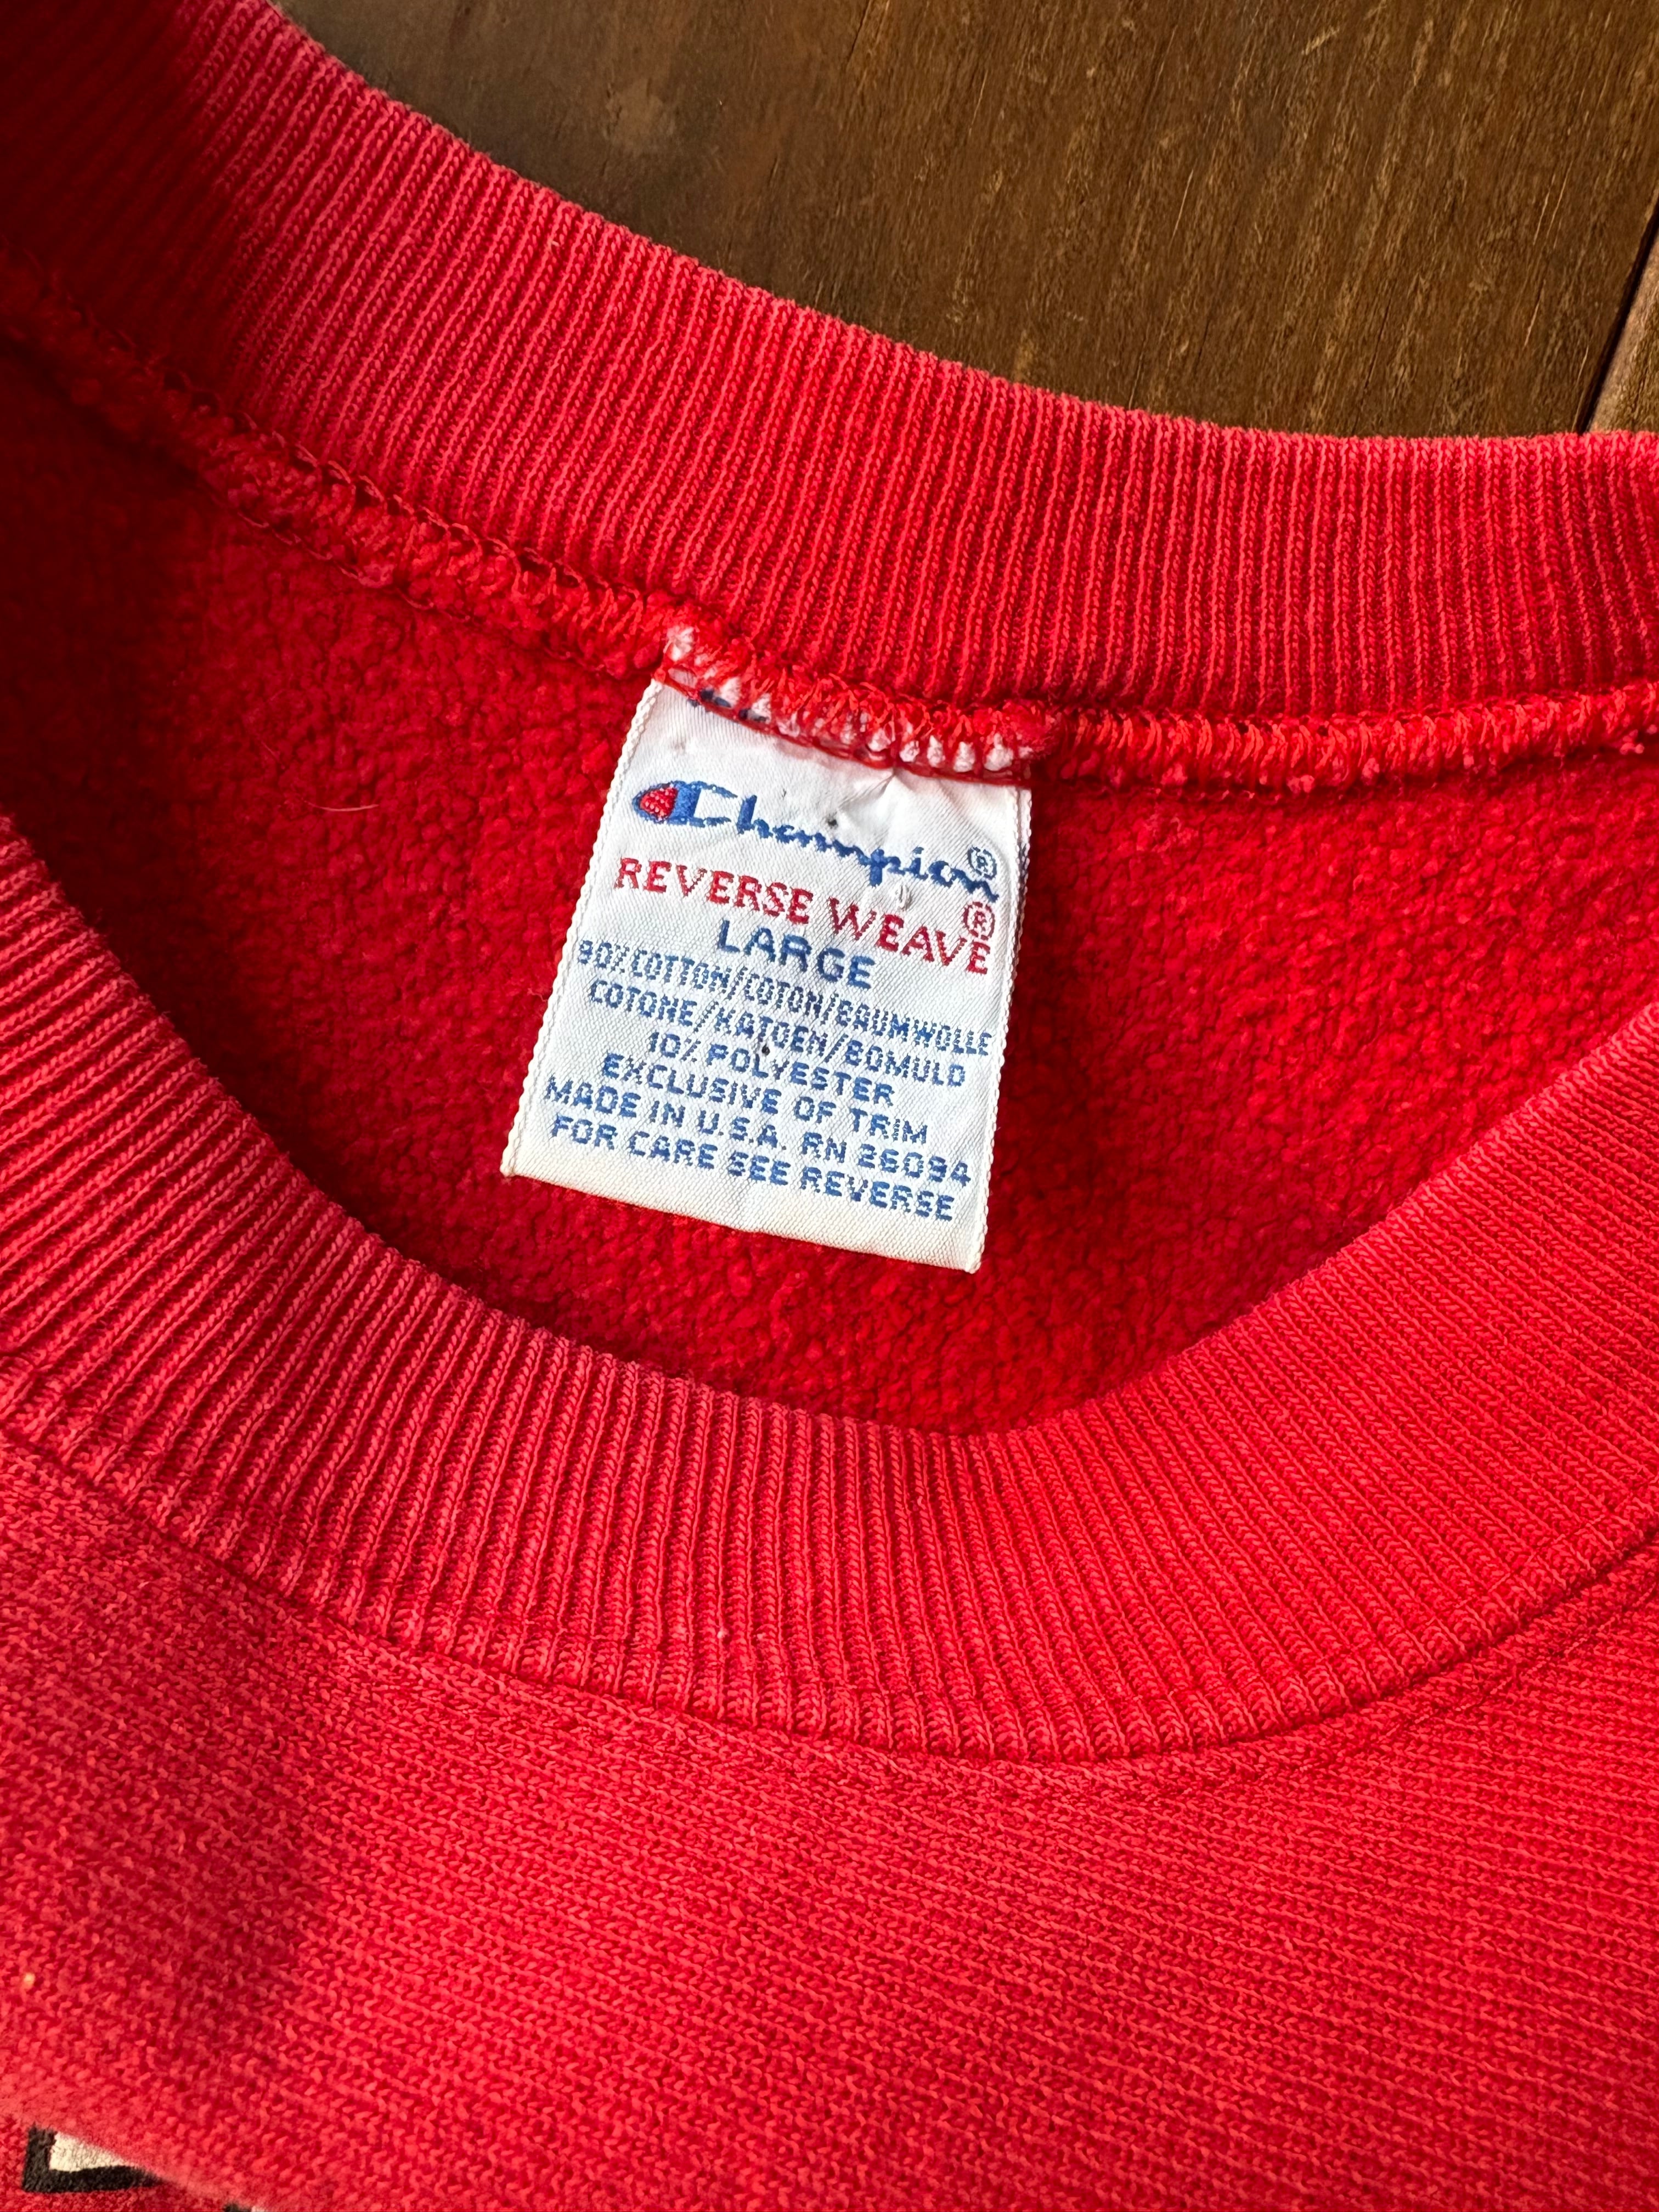 Champion®
REVERSE WEAVE®
LARGE
90% COTTON/COTON/BAUMWOLLE
COTONE/KATOEN/BOMULD
10% POLYESTER
EXCLUSIVE OF TRIM
MADE IN U.S.A. RN 26094
FOR CARE SEE REVERSE